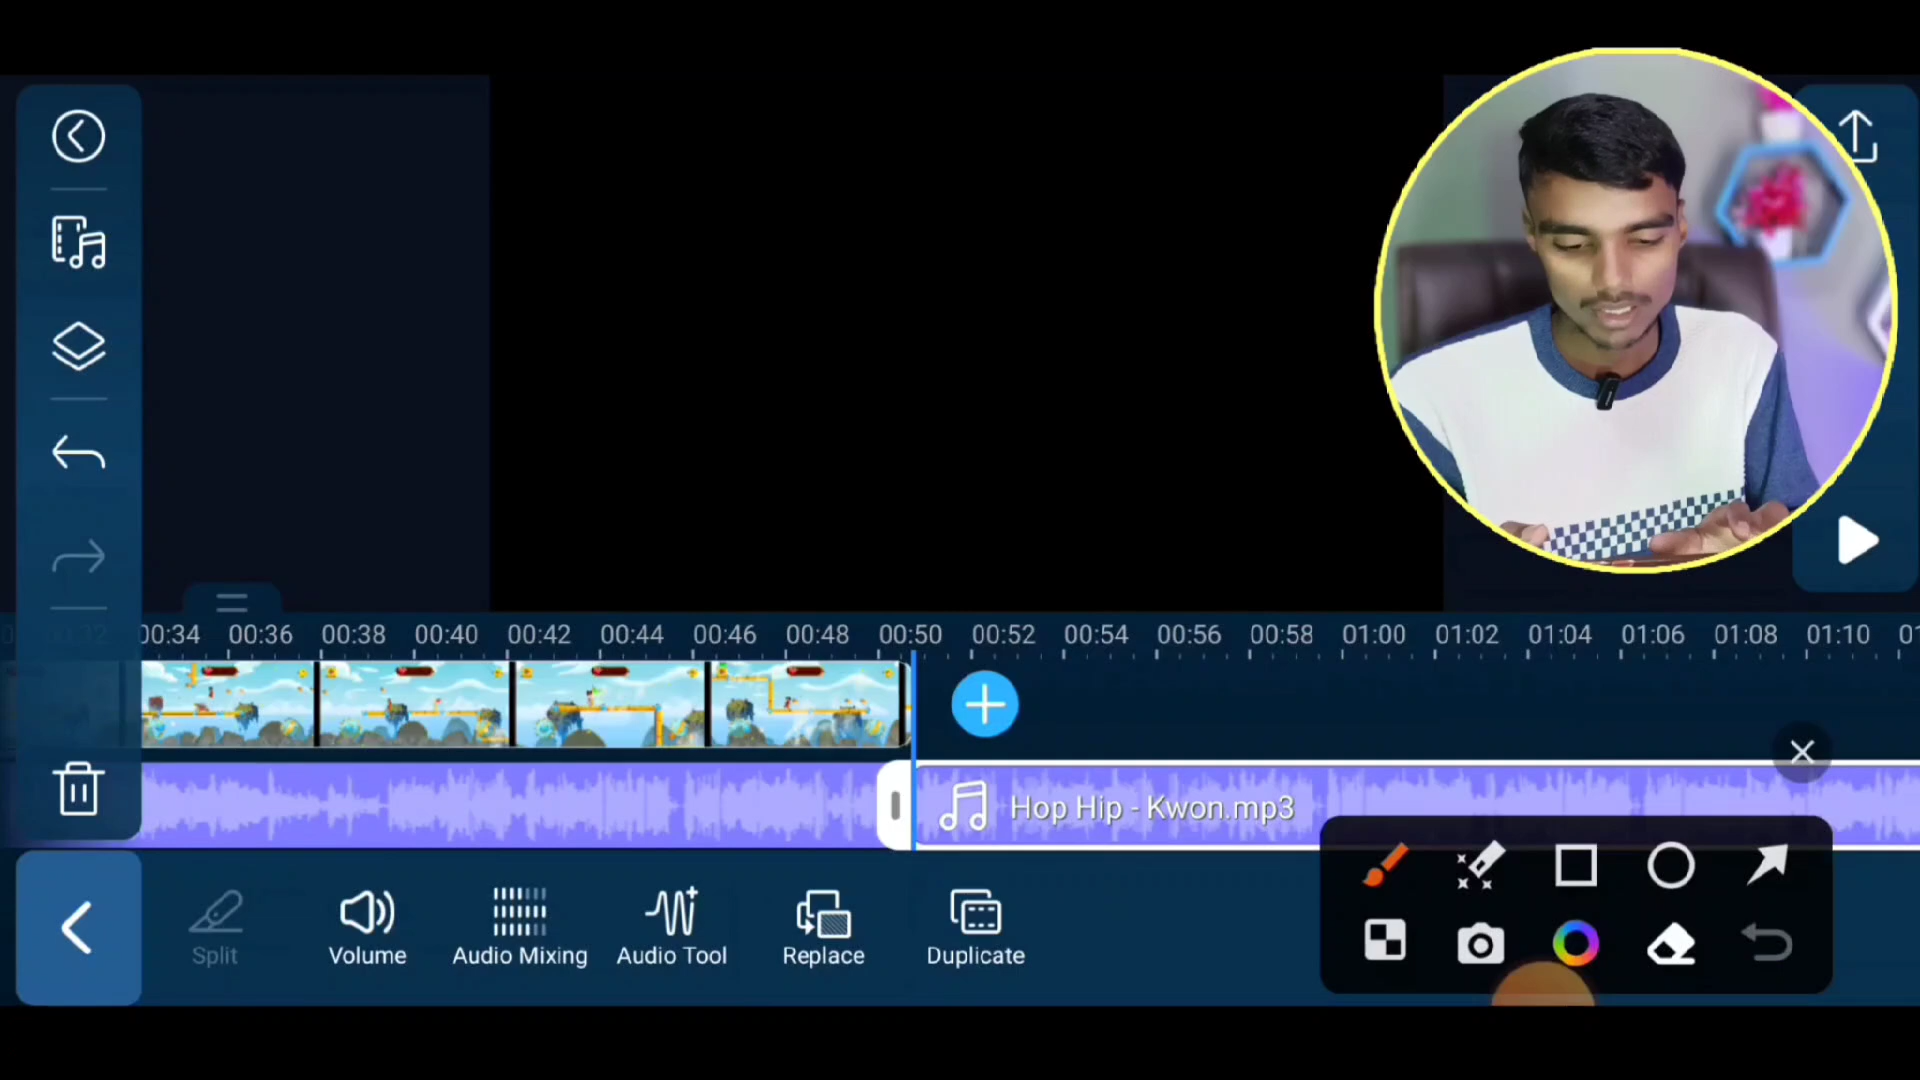 00:32 00:34 00:36 00:38 00:40 00:42 00:44 00:46 00:48 00:50 00:52 00:54 00:56 00:58 01:00 01:02 01:04 01:06 01:08 01:10
Hop Hip - Kwon.mp3
Split Volume Audio Mixing Audio Tool Replace Duplicate